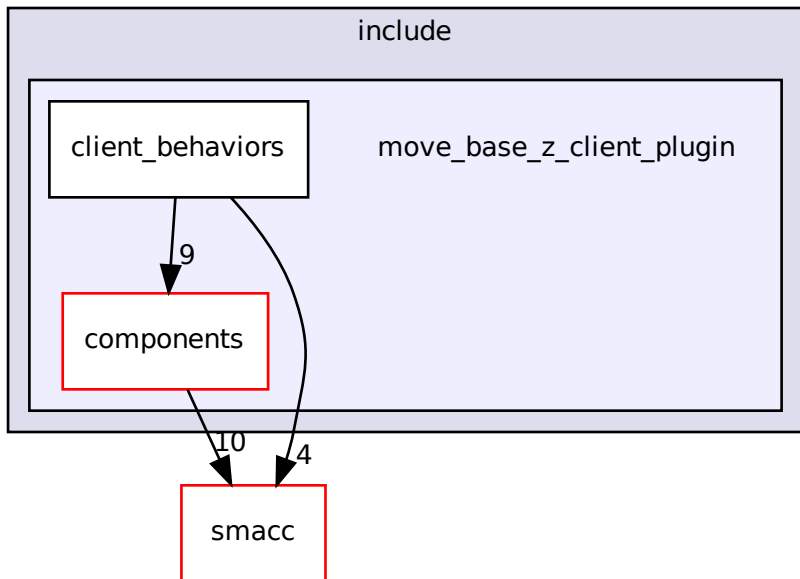 include
client_behaviors
move_base_z_client_plugin
9
components
10
4
smacc